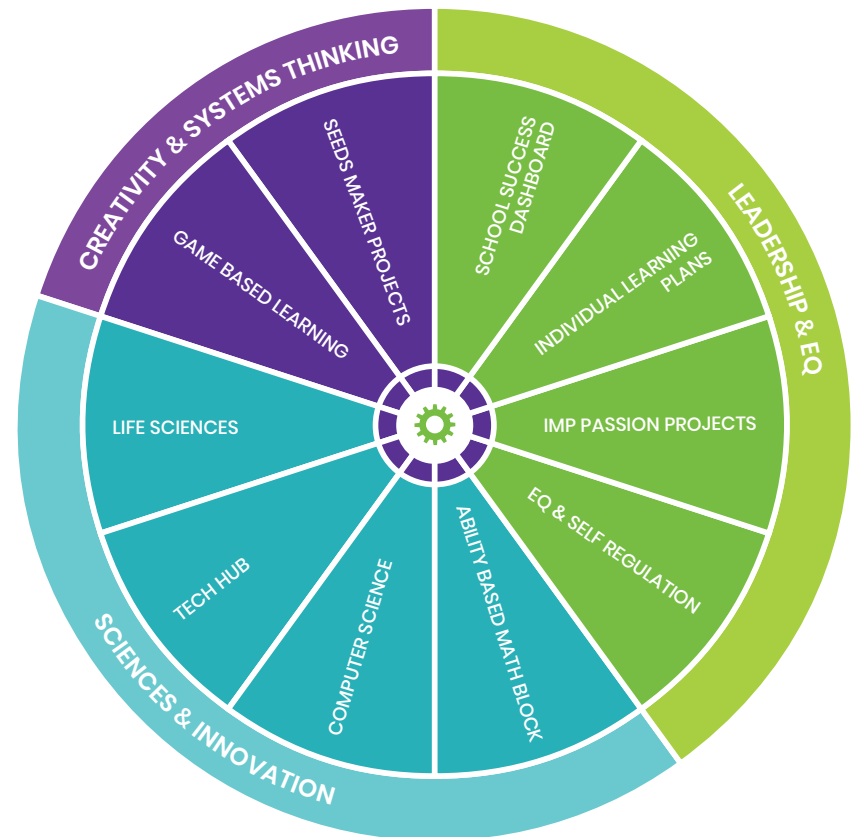 CREATIVITY & SYSTEMS THINKING
SEEDS MAKER PROJECTS
GAME BASED LEARNING
LEADERSHIP & EQ
SCHOOL SUCCESS
DASHBOARD
INDIVIDUAL LEARNING
PLANS
IMP PASSION PROJECTS
EQ & SELF REGULATION
SCIENCES & INNOVATION
LIFE SCIENCES
TECH HUB
COMPUTER SCIENCE
ABILITY BASED MATH BLOCK